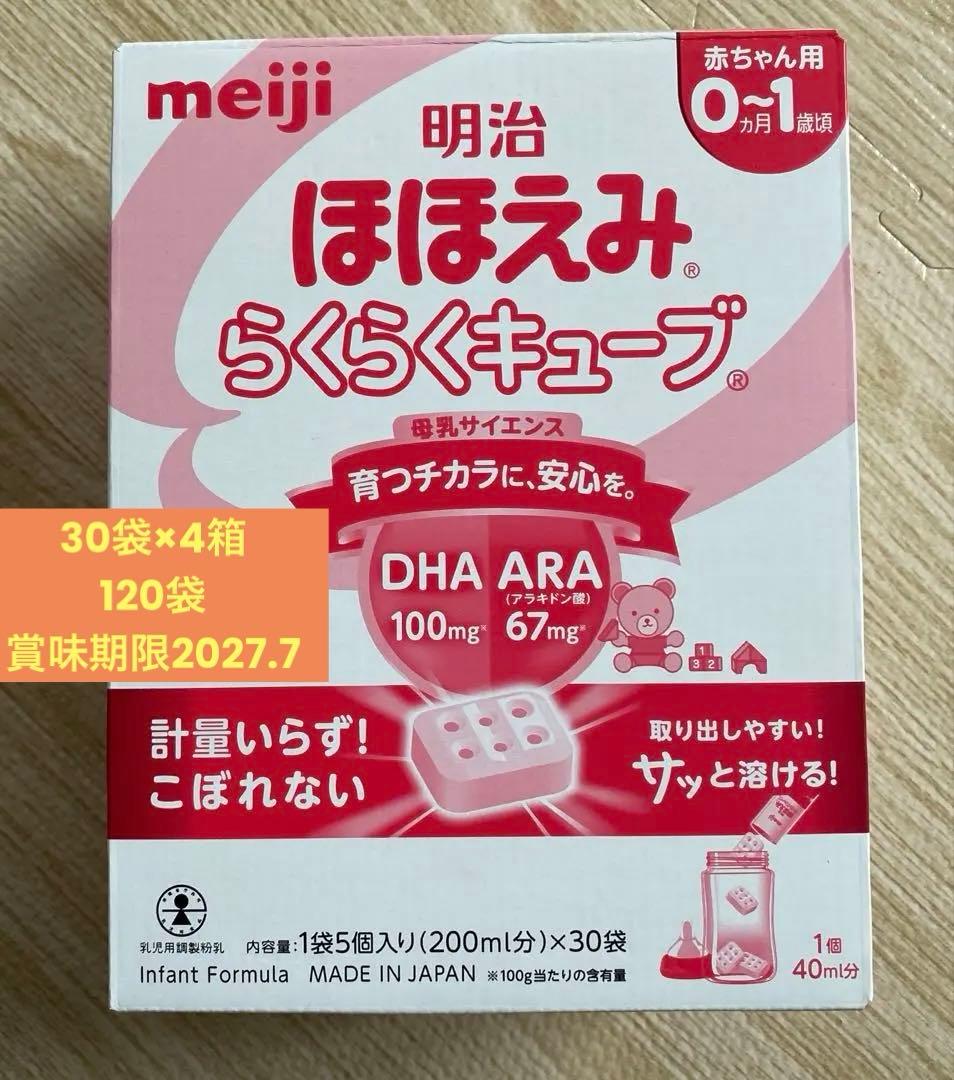 meiji
赤ちゃん用
0ヵ月~1歳頃
明治
ほほえみ®
らくらくキューブ®
母乳サイエンス
育つチカラに、安心を。
30袋×4箱
120袋
賞味期限2027.7
DHA ARA
(アラキドン酸)
100mg※ 67mg※
1
3 2
計量いらず!
こぼれない
取り出しやすい!
サッと溶ける!
乳児用調製粉乳
内容量:1袋5個入り(200ml分)×30袋
Infant Formula MADE IN JAPAN ※100g当たりの含有量
1個
40ml分